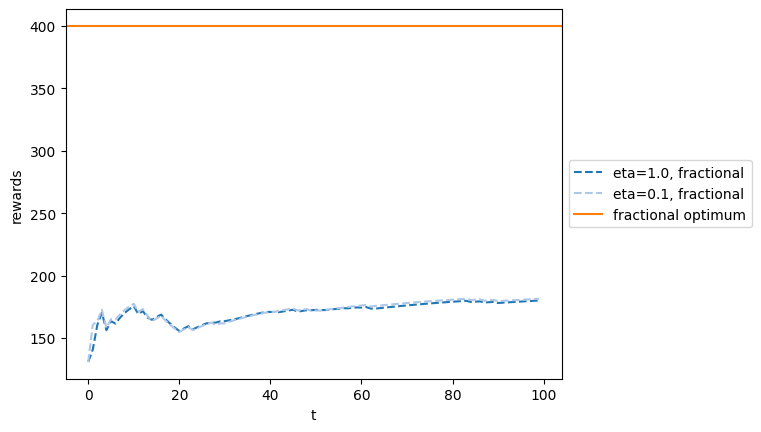 400
350
300
250
200
150
rewards
0
20
40
60
80
100
t
eta=1.0, fractional
eta=0.1, fractional
fractional optimum